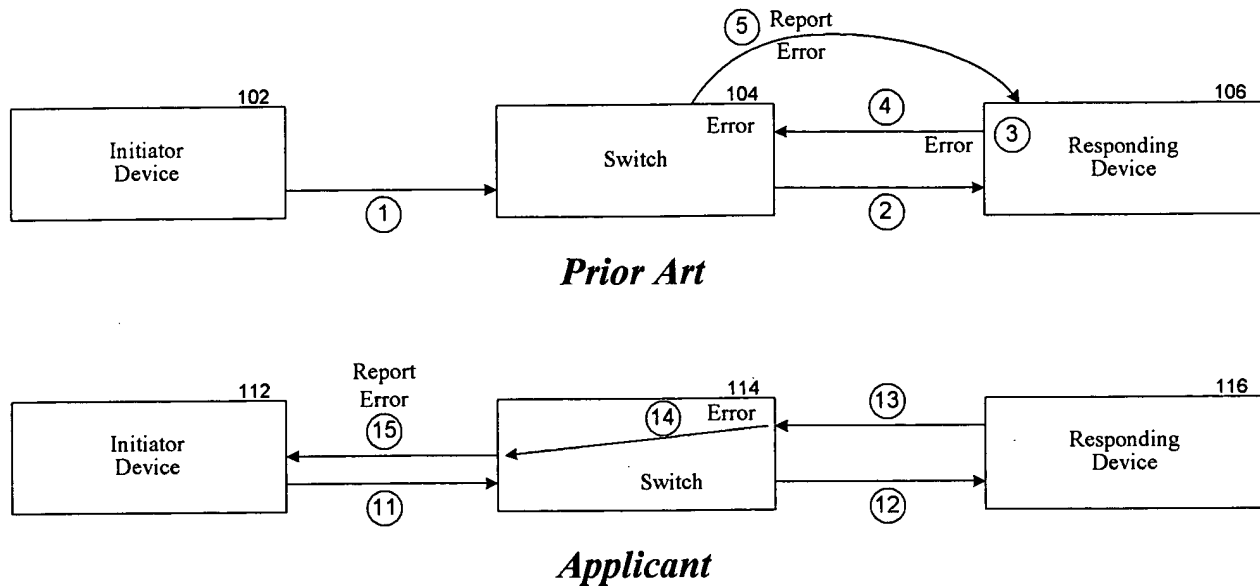 5
Report
Error
102
104
106
Initiator
Device
Error
4
Error
3
Switch
Responding
Device
1
2
Prior Art
Report
Error
15
112
114
116
Initiator
Device
14
Error
13
Responding
Device
Switch
11
12
Applicant